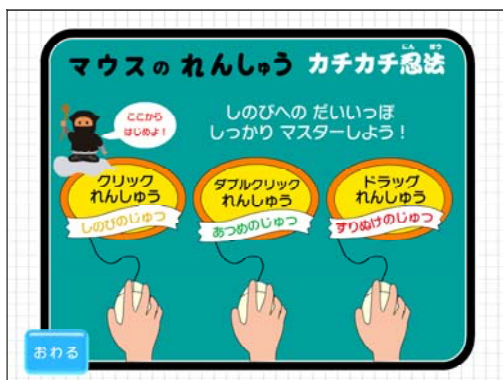 マウスの れんしゅう カチカチ忍法
にん ぽう
ここから
はじめよ!
しのびへの だいいっぽ
しっかり マスターしよう!
クリック
れんしゅう
しのびのじゅつ
ダブルクリック
れんしゅう
あつめのじゅつ
ドラッグ
れんしゅう
すりぬけのじゅつ
おわる